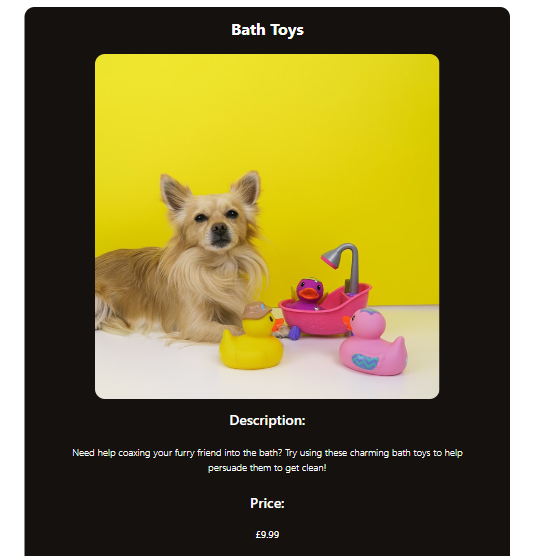 Bath Toys
Description:
Need help coaxing your furry friend into the bath? Try using these charming bath toys to help
persuade them to get clean!
Price:
£9.99